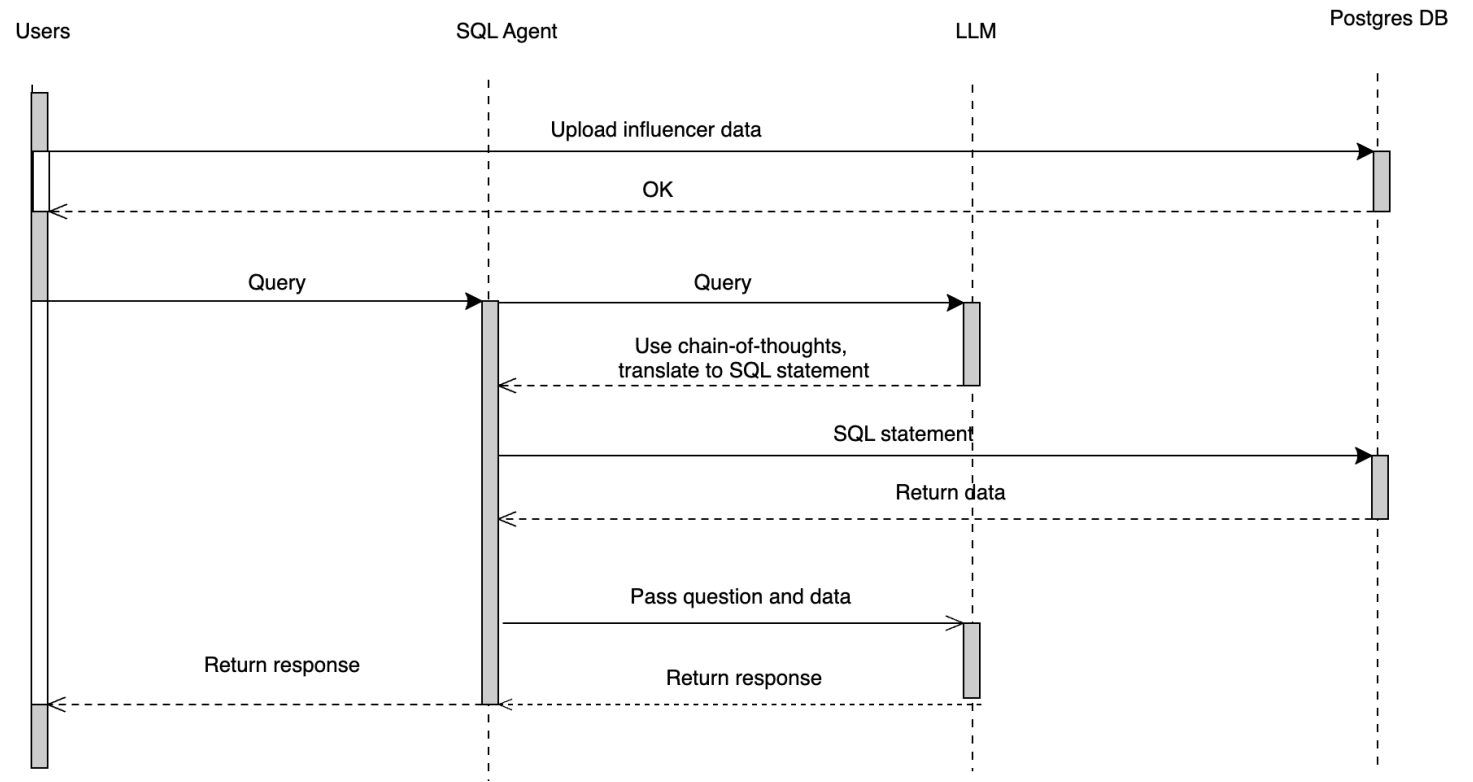 Users
SQL Agent
LLM
Postgres DB
Upload influencer data
OK
Query
Query
Use chain-of-thoughts,
translate to SQL statement
SQL statement
Return data
Pass question and data
Return response
Return response